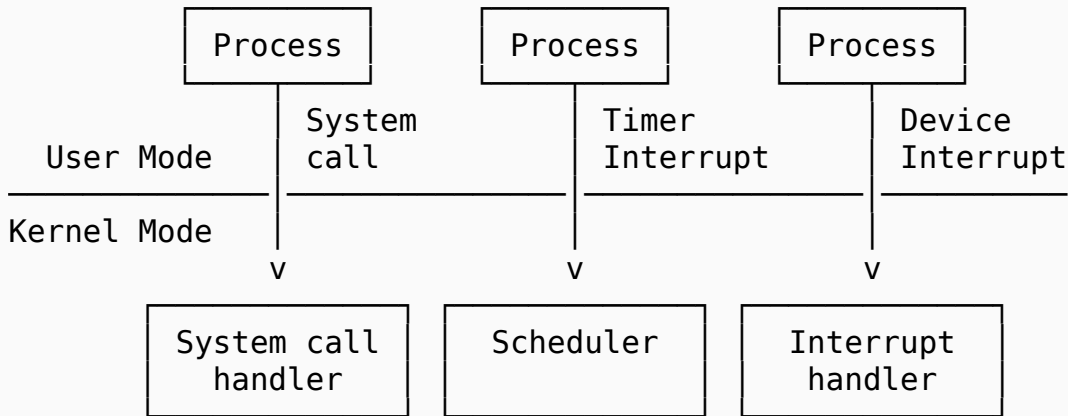 Process Process Process
System Timer Device
User Mode call Interrupt Interrupt
Kernel Mode
v v v
System call Scheduler Interrupt
handler handler